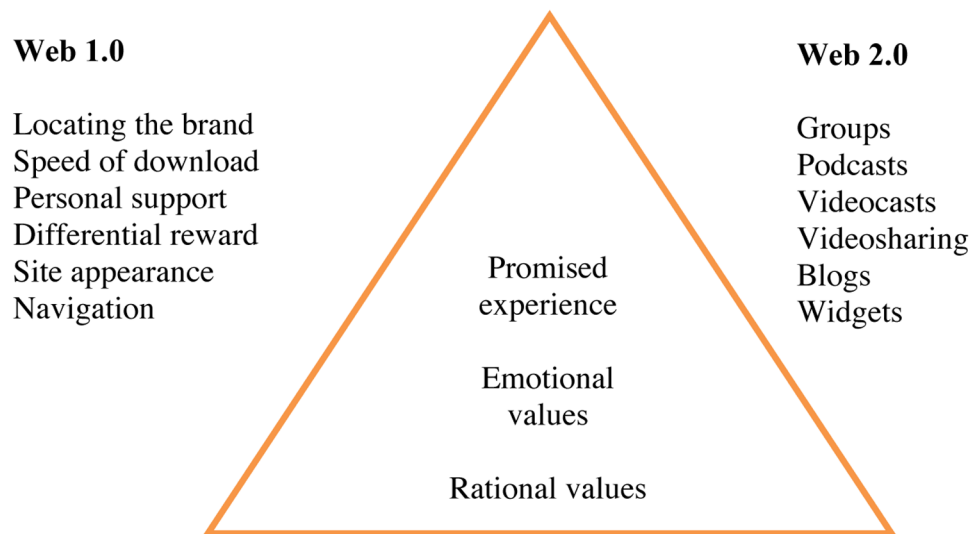 Web 1.0
Locating the brand
Speed of download
Personal support
Differential reward
Site appearance
Navigation
Promised
experience
Emotional
values
Rational values
Web 2.0
Groups
Podcasts
Videocasts
Videosharing
Blogs
Widgets